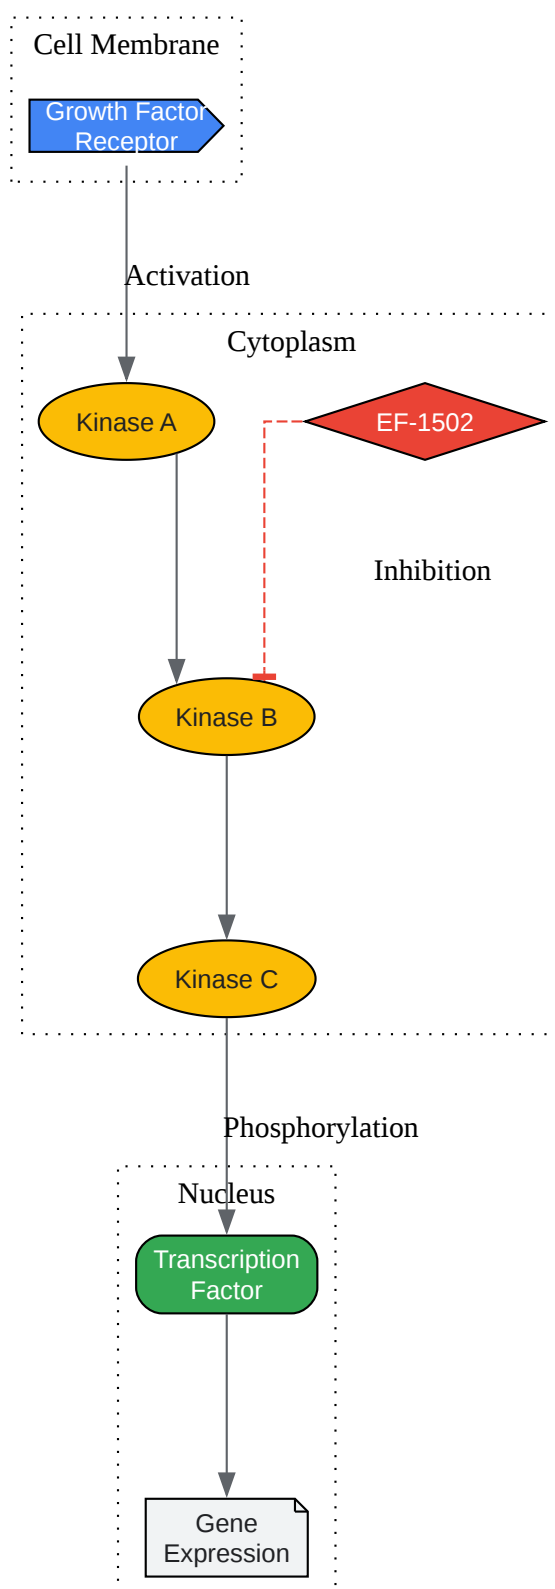 Cell Membrane
Growth Factor
Receptor
Activation
Cytoplasm
Kinase A
EF-1502
Inhibition
Kinase B
Kinase C
Phosphorylation
Nucleus
Transcription
Factor
Gene
Expression